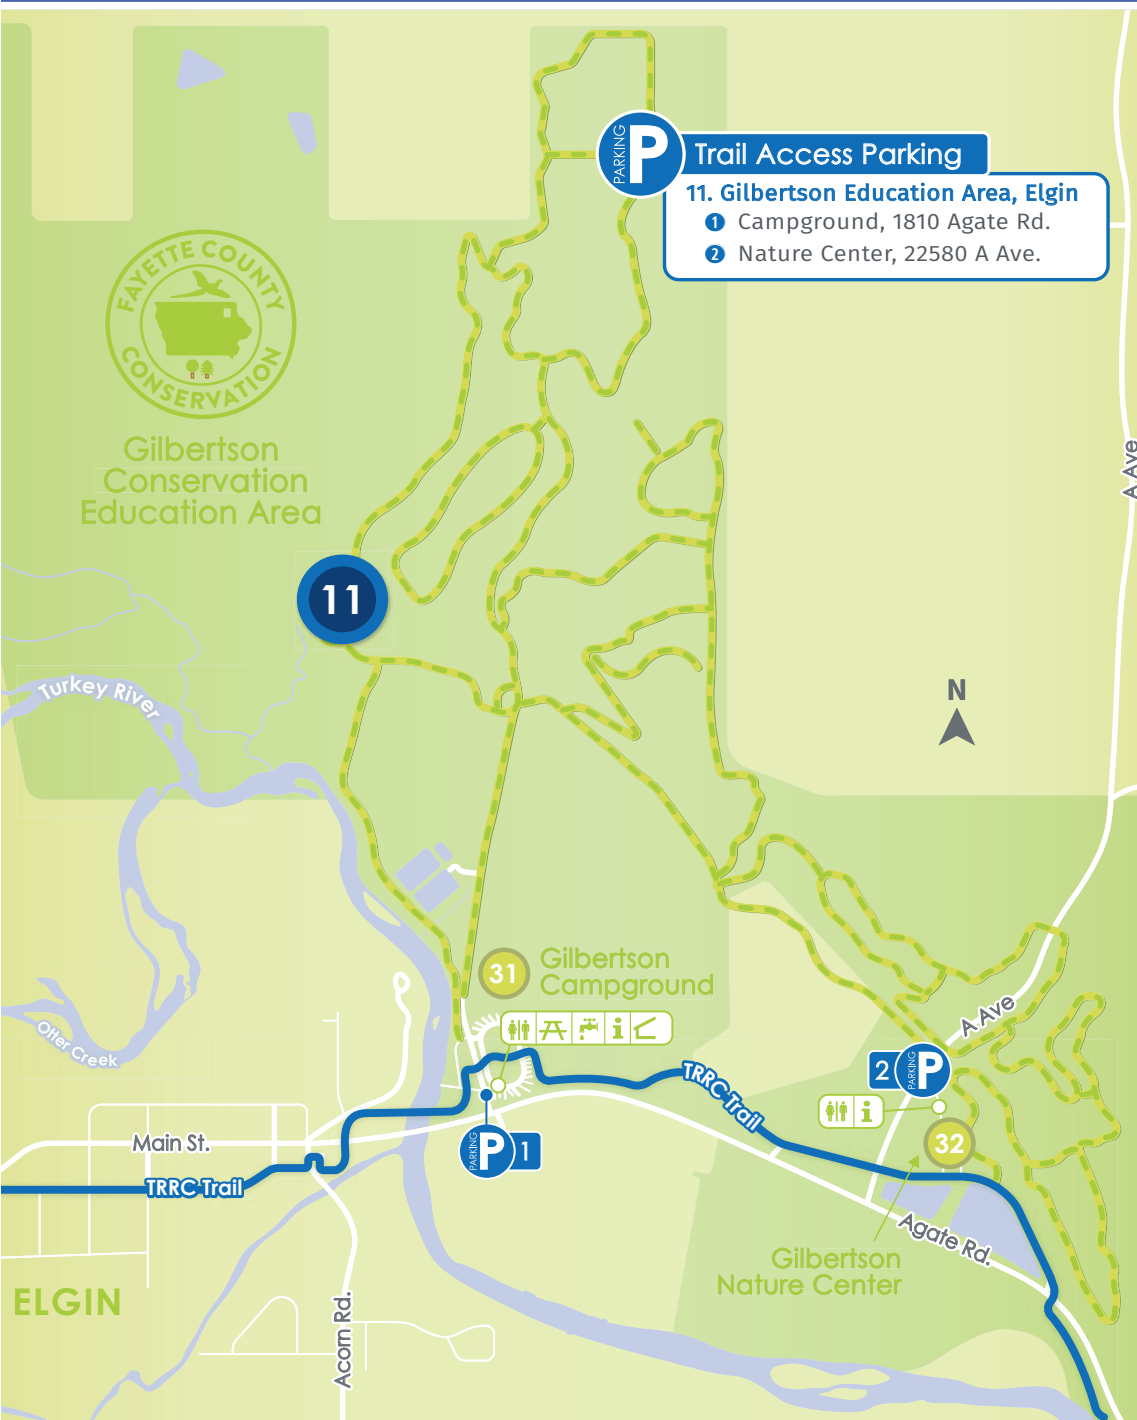 PARKING
P
Trail Access Parking
11. Gilbertson Education Area, Elgin
1 Campground, 1810 Agate Rd.
2 Nature Center, 22580 A Ave.
FAYETTE COUNTY
CONSERVATION
Gilbertson
Conservation
Education Area
A Ave
11
Turkey River
N
31
Gilbertson
Campground
A Ave
Otter Creek
2
PARKING
P
TRRC Trail
32
Main St.
PARKING
P
1
TRRC Trail
Agate Rd.
Gilbertson
Nature Center
ELGIN
Acorn Rd.